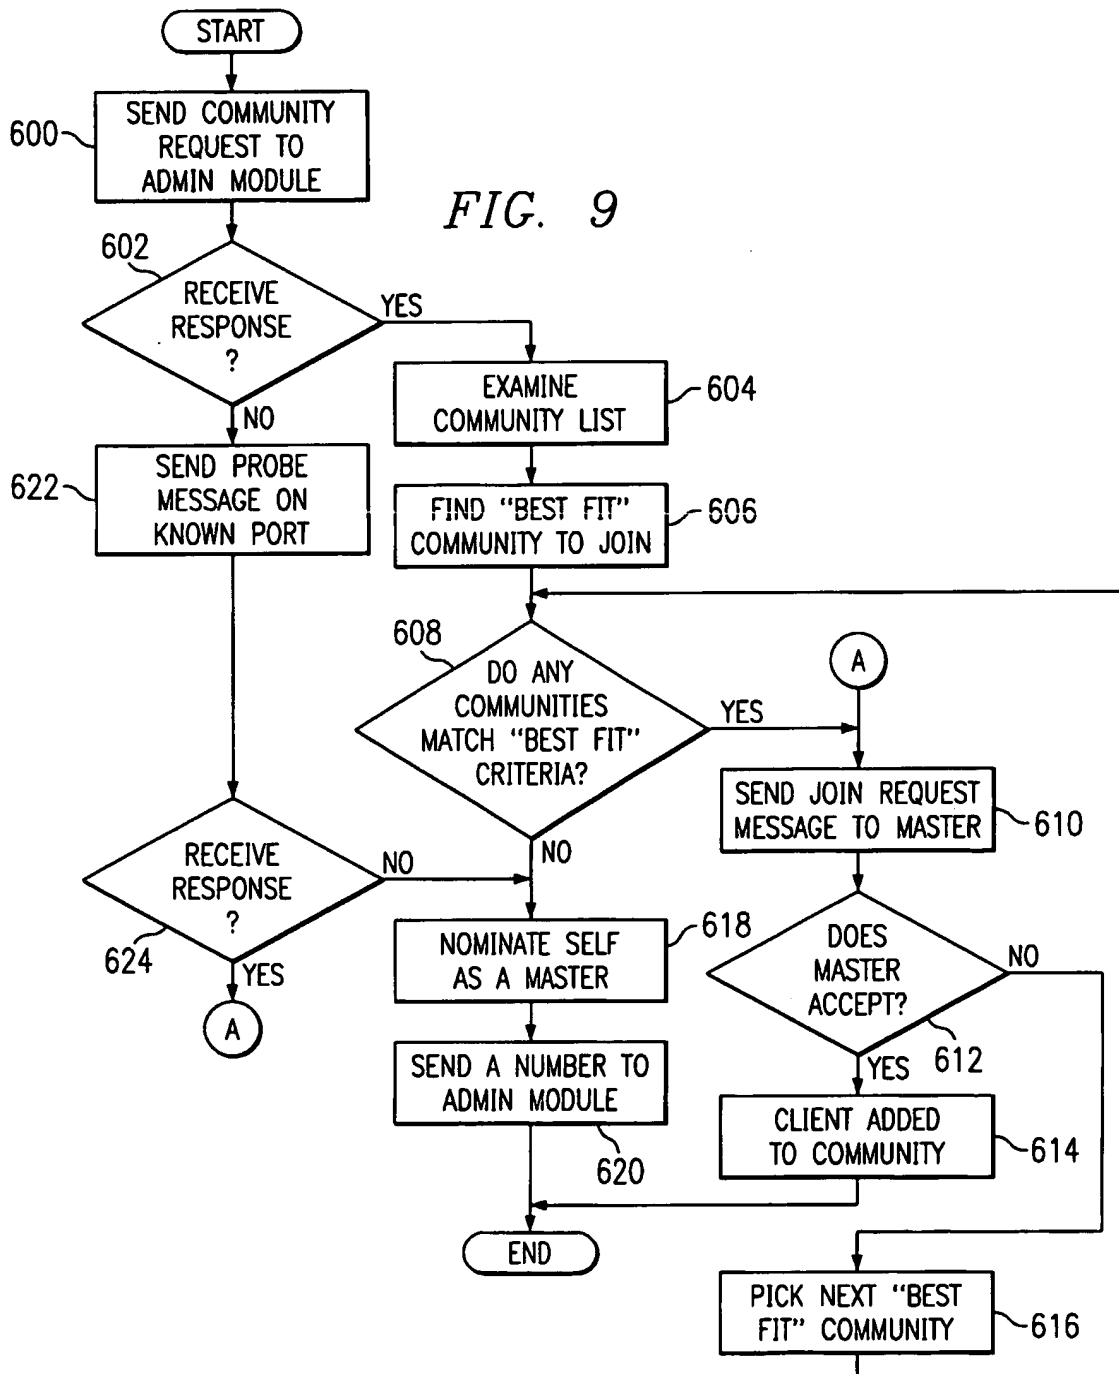 START
600
SEND COMMUNITY
REQUEST TO
ADMIN MODULE
FIG. 9
602
RECEIVE
RESPONSE
?
YES
NO
EXAMINE
COMMUNITY LIST
604
622
SEND PROBE
MESSAGE ON
KNOWN PORT
FIND "BEST FIT"
COMMUNITY TO JOIN
606
608
DO ANY
COMMUNITIES
MATCH "BEST FIT"
CRITERIA?
YES
NO
A
SEND JOIN REQUEST
MESSAGE TO MASTER
610
RECEIVE
RESPONSE
?
NO
624
YES
A
NOMINATE SELF
AS A MASTER
618
DOES
MASTER
ACCEPT?
NO
612
YES
SEND A NUMBER TO
ADMIN MODULE
620
CLIENT ADDED
TO COMMUNITY
614
END
PICK NEXT "BEST
FIT" COMMUNITY
616